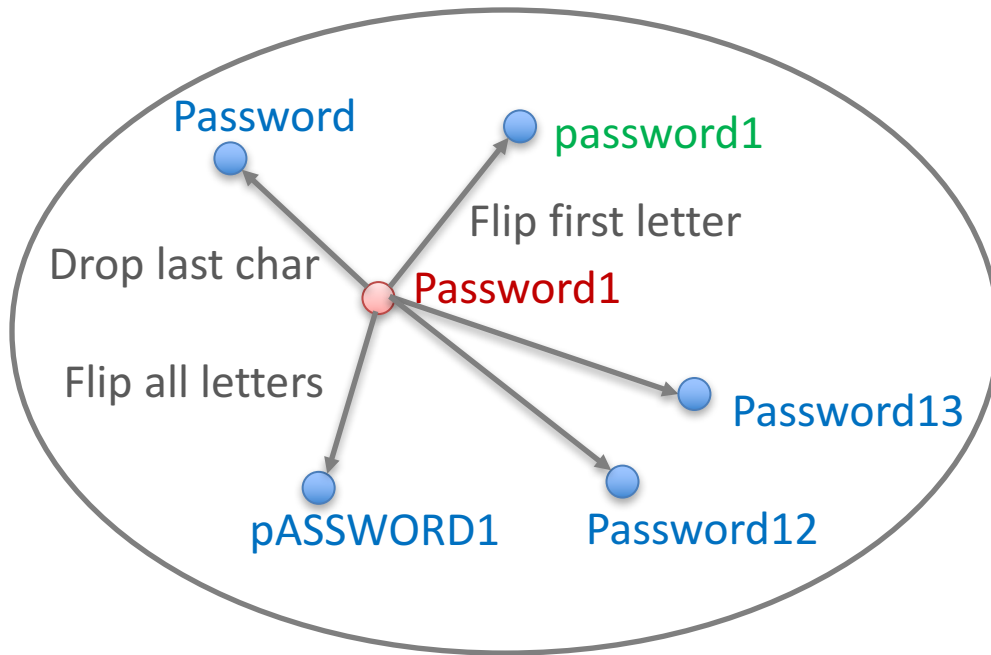 Password
password1
Flip first letter
Drop last char
Password1
Flip all letters
Password13
pASSWORD1
Password12